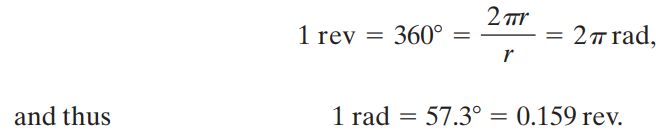 1 rev = 360° = 2πr/r = 2π rad,
and thus 1 rad = 57.3° = 0.159 rev.